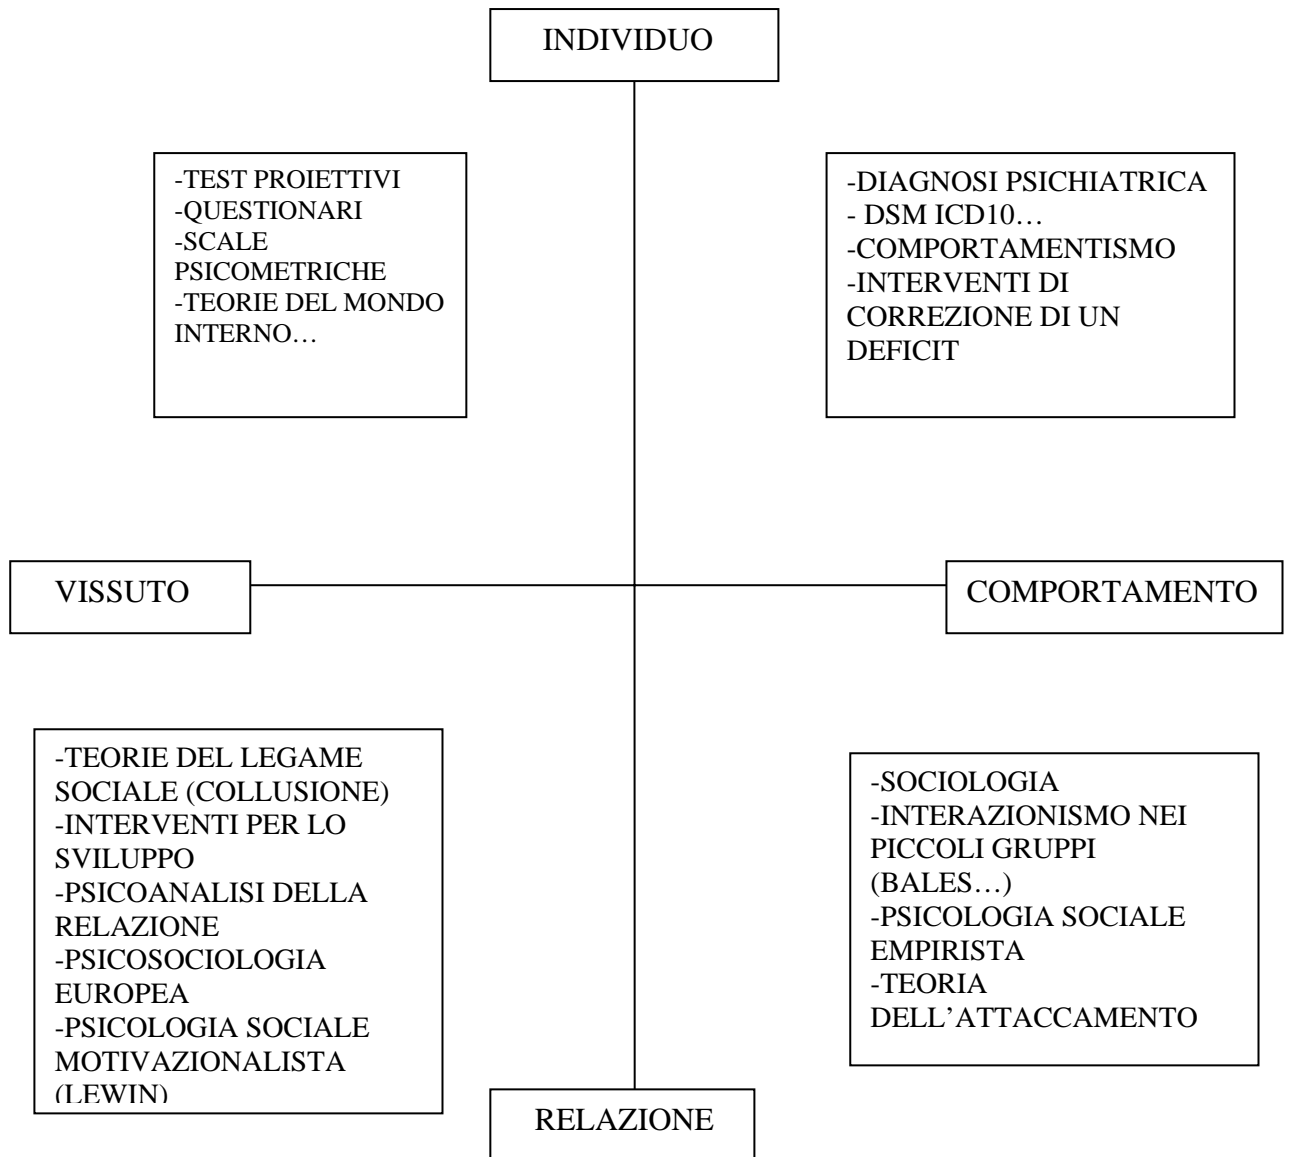 INDIVIDUO
-TEST PROIETTIVI
-QUESTIONARI
-SCALE
PSICOMETRICHE
-TEORIE DEL MONDO
INTERNO…
-DIAGNOSI PSICHIATRICA
- DSM ICD10…
-COMPORTAMENTISMO
-INTERVENTI DI
CORREZIONE DI UN
DEFICIT
VISSUTO
COMPORTAMENTO
-TEORIE DEL LEGAME
SOCIALE (COLLUSIONE)
-INTERVENTI PER LO
SVILUPPO
-PSICOANALISI DELLA
RELAZIONE
-PSICOSOCIOLOGIA
EUROPEA
-PSICOLOGIA SOCIALE
MOTIVAZIONALISTA
(LEWIN)
-SOCIOLOGIA
-INTERAZIONISMO NEI
PICCOLI GRUPPI
(BALES…)
-PSICOLOGIA SOCIALE
EMPIRISTA
-TEORIA
DELL’ATTACCAMENTO
RELAZIONE